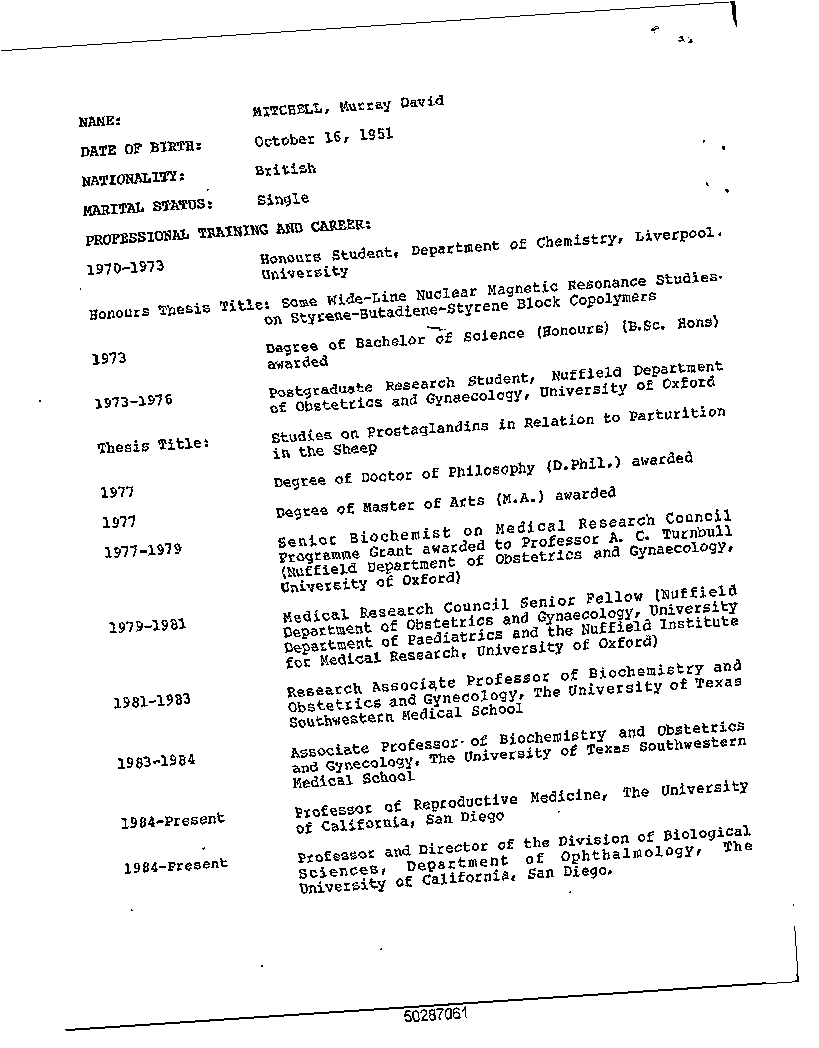 NAME: MITCHELL, Murray David
DATE OF BIRTH: October 16, 1951
NATIONALITY: British
MARITAL STATUS: Single
PROFESSIONAL TRAINING AND CAREER:
1970-1973 Honours Student, Department of Chemistry, Liverpool.
University
Honours Thesis Title: Some Wide-Line Nuclear Magnetic Resonance Studies
on Styrene-Butadiene-Styrene Block Copolymers
1973 Degree of Bachelor of Science (Honours) (B.Sc. Hons)
awarded
1973-1976 Postgraduate Research Student, Nuffield Department
of Obstetrics and Gynaecology, University of Oxford
Thesis Title: Studies on Prostaglandins in Relation to Parturition
in the Sheep
1977 Degree of Doctor of Philosophy (D.Phil.) awarded
1977 Degree of Master of Arts (M.A.) awarded
1977-1979 Senior Biochemist on Medical Research Council
Programme Grant awarded to Professor A. C. Turnbull
(Nuffield Department of Obstetrics and Gynaecology,
University of Oxford)
1979-1981 Medical Research Council Senior Fellow (Nuffield
Department of Obstetrics and Gynaecology, University
Department of Paediatrics and the Nuffield Institute
for Medical Research, University of Oxford)
1981-1983 Research Associate Professor of Biochemistry and
Obstetrics and Gynecology, The University of Texas
Southwestern Medical School
1983-1984 Associate Professor of Biochemistry and Obstetrics
and Gynecology, The University of Texas Southwestern
Medical School
1984-Present Professor of Reproductive Medicine, The University
of California, San Diego
1984-Present Professor and Director of the Division of Biological
Sciences, Department of Ophthalmology, The
University of California, San Diego.
50287061